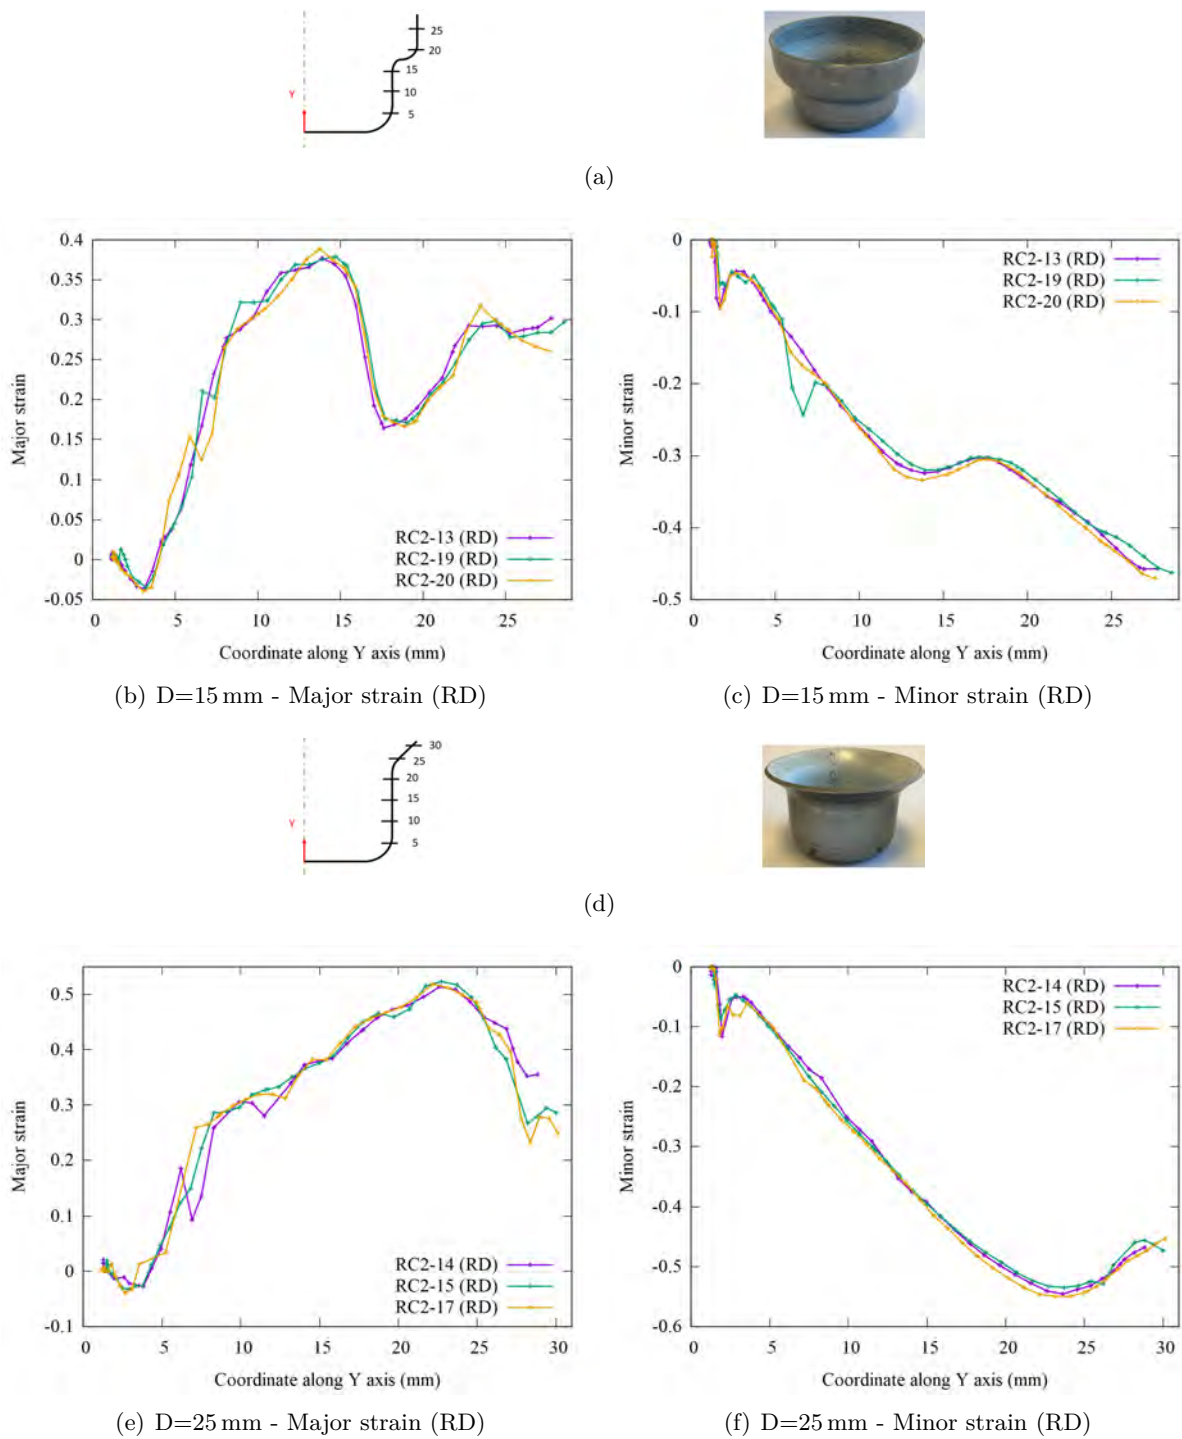 25
20
15
10
5
Y
(a)
0.4
0.35
0.3
0.25
0.2
0.15
0.1
0.05
0
-0.05
Major strain
RC2-13 (RD)
RC2-19 (RD)
RC2-20 (RD)
0 5 10 15 20 25
Coordinate along Y axis (mm)
(b) D=15 mm - Major strain (RD)
0
-0.1
-0.2
-0.3
-0.4
-0.5
Minor strain
RC2-13 (RD)
RC2-19 (RD)
RC2-20 (RD)
0 5 10 15 20 25
Coordinate along Y axis (mm)
(c) D=15 mm - Minor strain (RD)
30
25
20
15
10
5
Y
(d)
0.5
0.4
0.3
0.2
0.1
0
-0.1
Major strain
RC2-14 (RD)
RC2-15 (RD)
RC2-17 (RD)
0 5 10 15 20 25 30
Coordinate along Y axis (mm)
(e) D=25 mm - Major strain (RD)
0
-0.1
-0.2
-0.3
-0.4
-0.5
-0.6
Minor strain
RC2-14 (RD)
RC2-15 (RD)
RC2-17 (RD)
0 5 10 15 20 25 30
Coordinate along Y axis (mm)
(f) D=25 mm - Minor strain (RD)